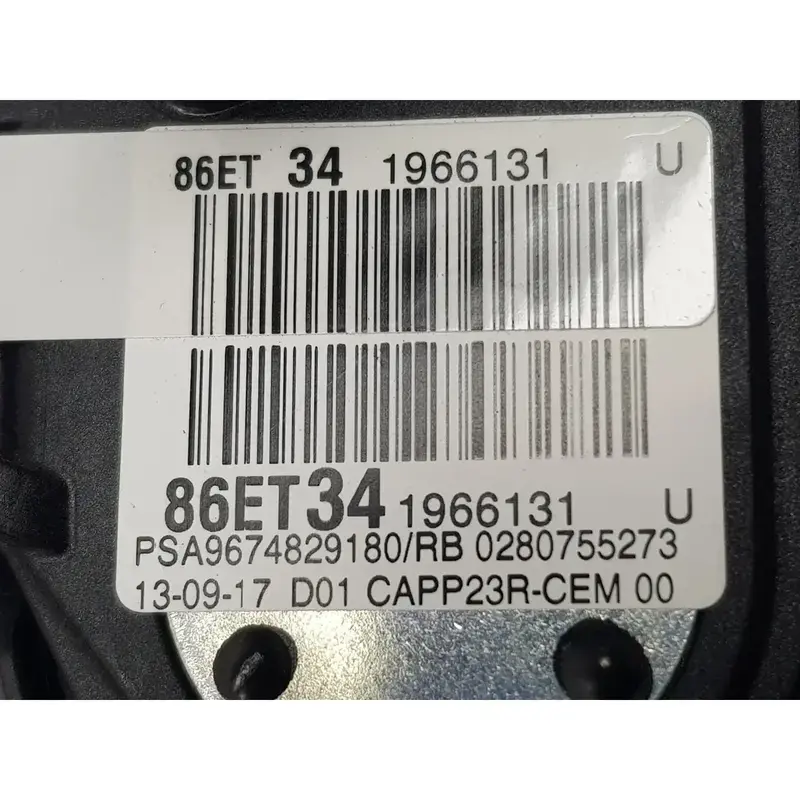 86ET 34 1966131 U
86ET34 1966131 U
PSA9674829180/RB 0280755273
13-09-17 D01 CAPP23R-CEM 00